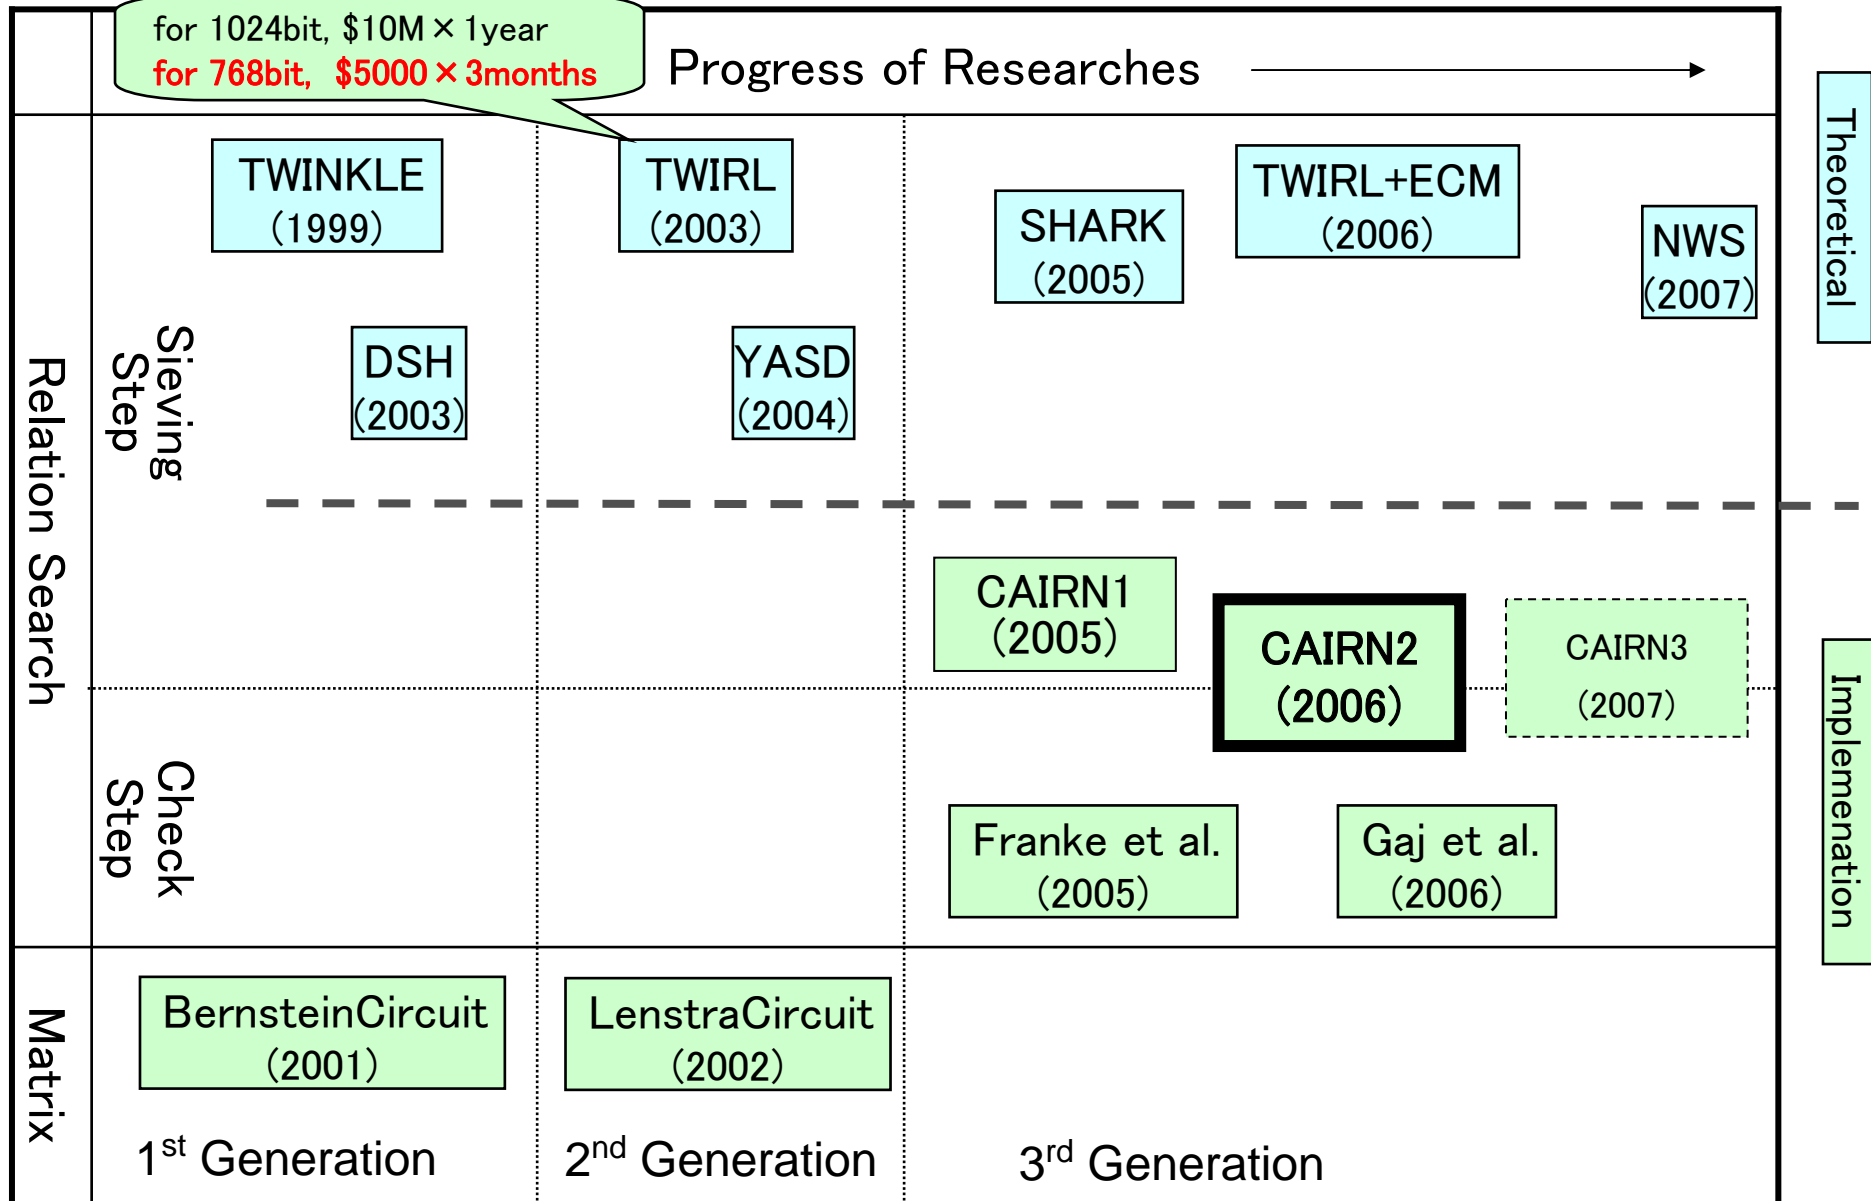 for 1024bit, $10M×1year
for 768bit, $5000×3months
Progress of Researches
Theoretical
TWINKLE
(1999)
TWIRL
(2003)
SHARK
(2005)
TWIRL+ECM
(2006)
NWS
(2007)
Relation Search
Sieving
Step
DSH
(2003)
YASD
(2004)
CAIRN1
(2005)
CAIRN2
(2006)
CAIRN3
(2007)
Implemenation
Check
Step
Franke et al.
(2005)
Gaj et al.
(2006)
Matrix
BernsteinCircuit
(2001)
LenstraCircuit
(2002)
1st Generation
2nd Generation
3rd Generation